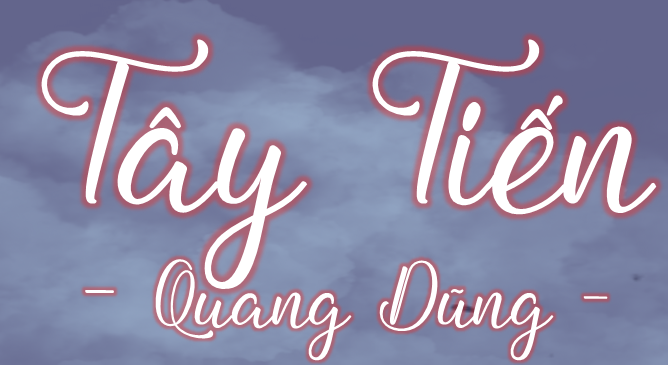 Tây Tiến
- Quang Dũng -